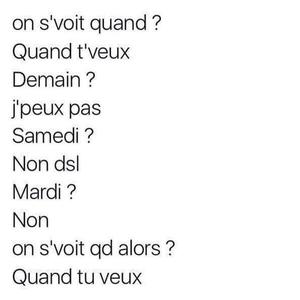 on s'voit quand ?
Quand t'veux
Demain ?
j'peux pas
Samedi ?
Non dsl
Mardi ?
Non
on s'voit qd alors ?
Quand tu veux